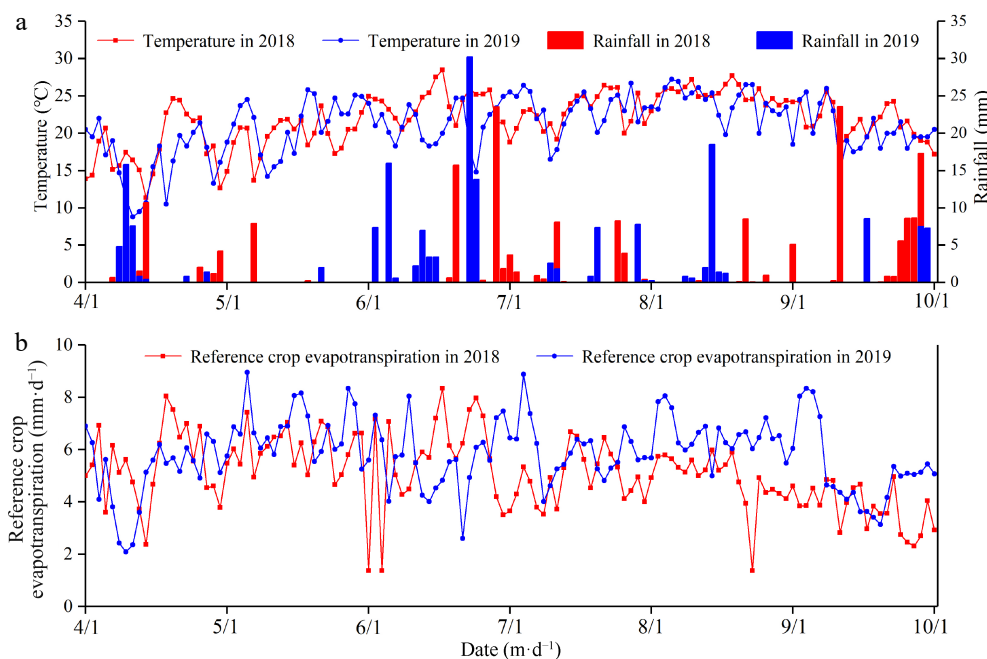 a
35 35
Temperature in 2018 Temperature in 2019 Rainfall in 2018 Rainfall in 2019
30 30
25 25
20 20
15 15
10 10
5 5
0 0
Temperature (°C)
Rainfall (mm)
4/1 5/1 6/1 7/1 8/1 9/1 10/1
b
10
Reference crop evapotranspiration in 2018 Reference crop evapotranspiration in 2019
8
6
4
2
0
Reference crop
evapotranspiration (mm·d⁻¹)
4/1 5/1 6/1 7/1 8/1 9/1 10/1
Date (m·d⁻¹)